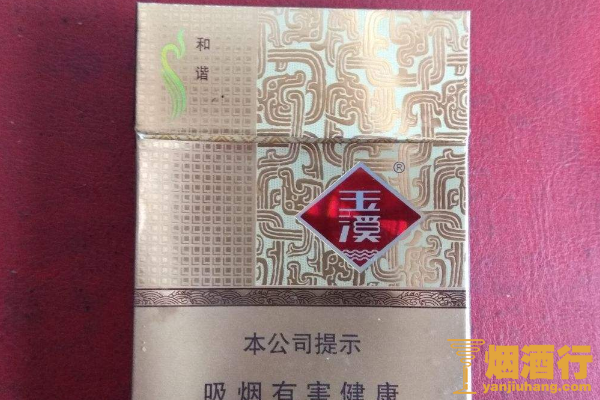 和
谐
®
玉
溪
本公司提示
吸烟有害健康
烟酒行
yanjiuhang.com